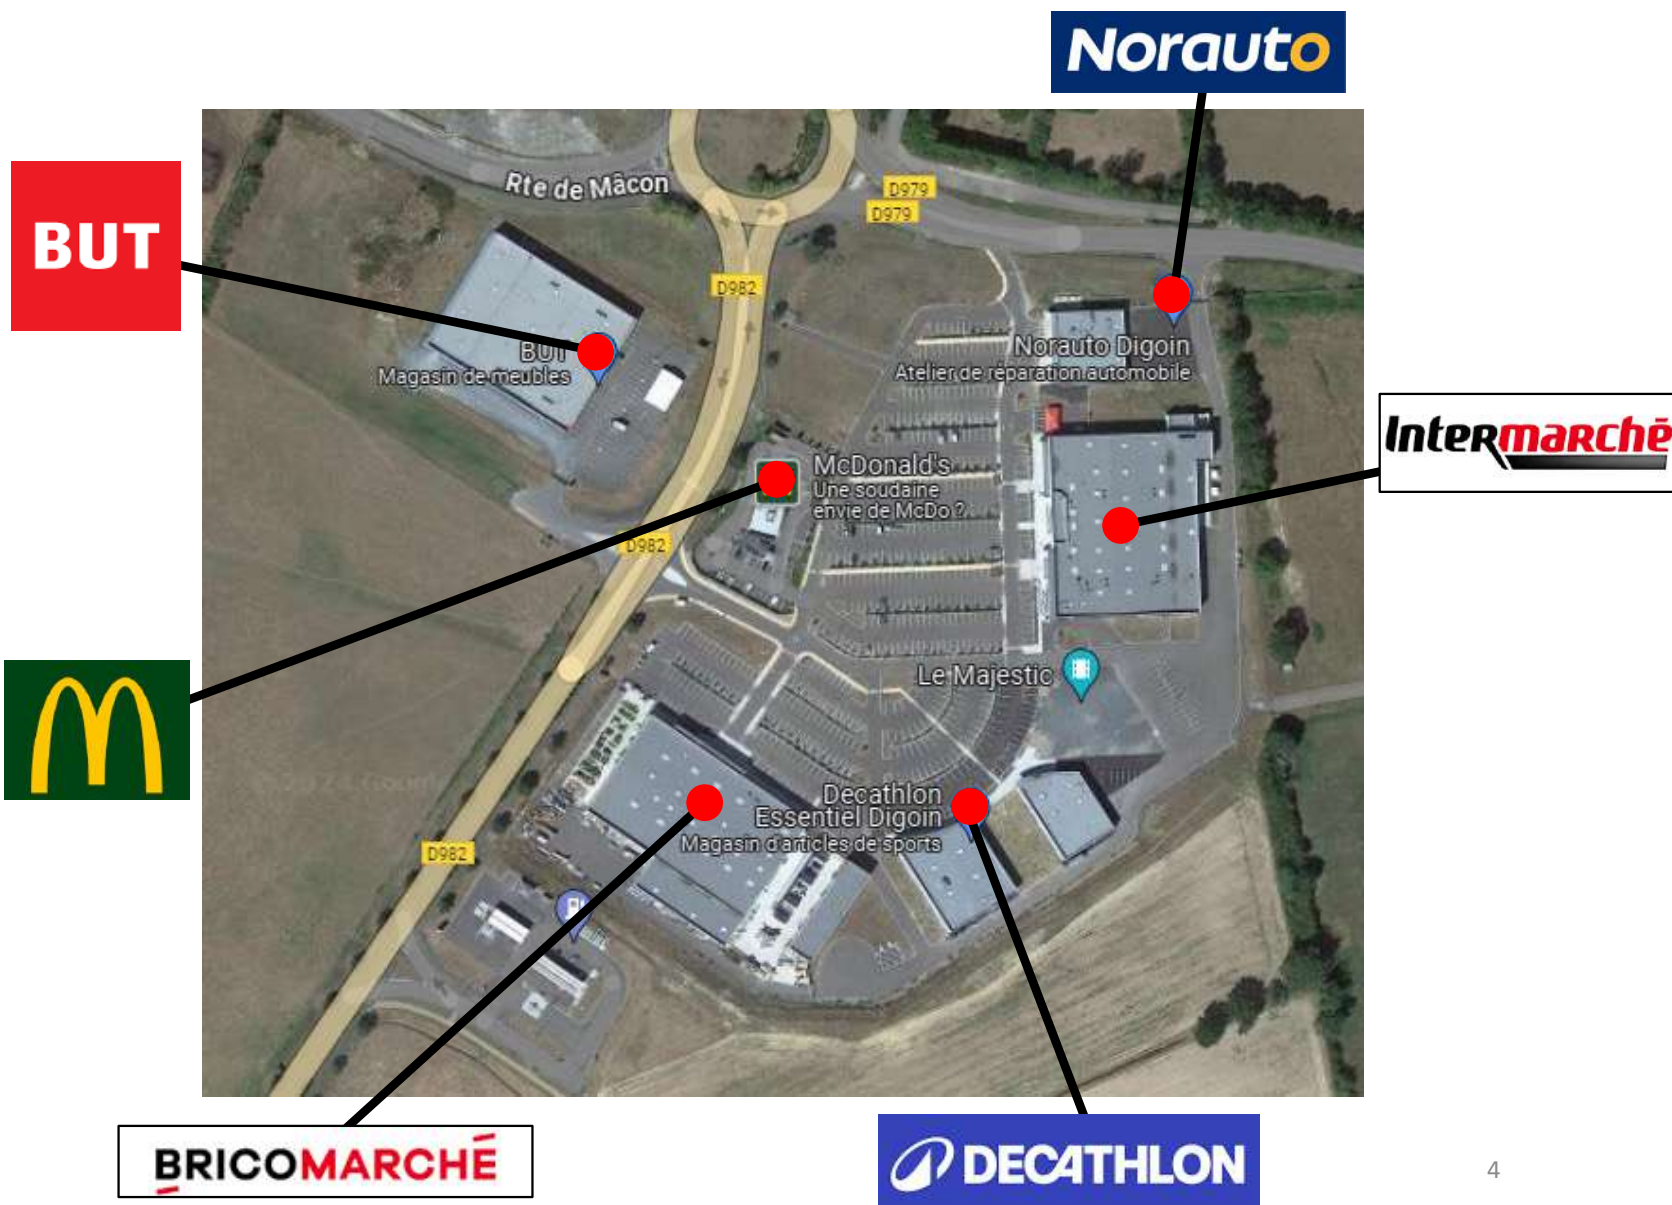 Norauto
Rte de Mâcon
D979
D979
BUT
D982
BUT
Magasin de meubles
Norauto Digoin
Atelier de réparation automobile
Intermarché
McDonald's
Une soudaine
envie de McDo ?
D982
Le Majestic
Decathlon
Essentiel Digoin
Magasin d'articles de sports
D982
BRICOMARCHÉ
DECATHLON
4